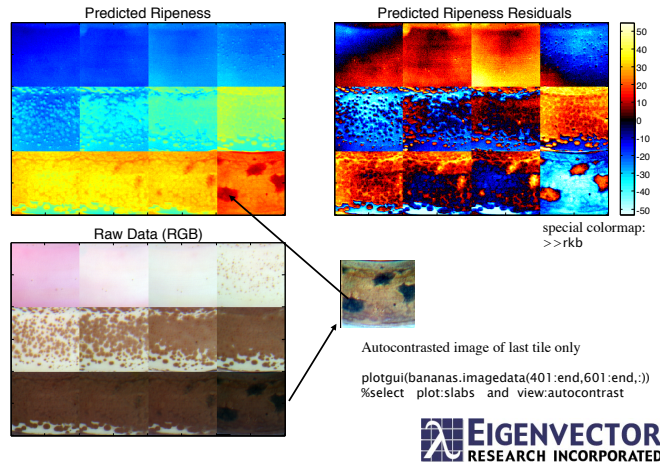 Predicted Ripeness
Predicted Ripeness Residuals
50
40
30
20
10
0
-10
-20
-30
-40
-50
special colormap:
>>rkb
Raw Data (RGB)
Autocontrasted image of last tile only
plotgui(bananas.imagedata(401:end,601:end,:))
%select plot:slabs and view:autocontrast
λ EIGENVECTOR
RESEARCH INCORPORATED